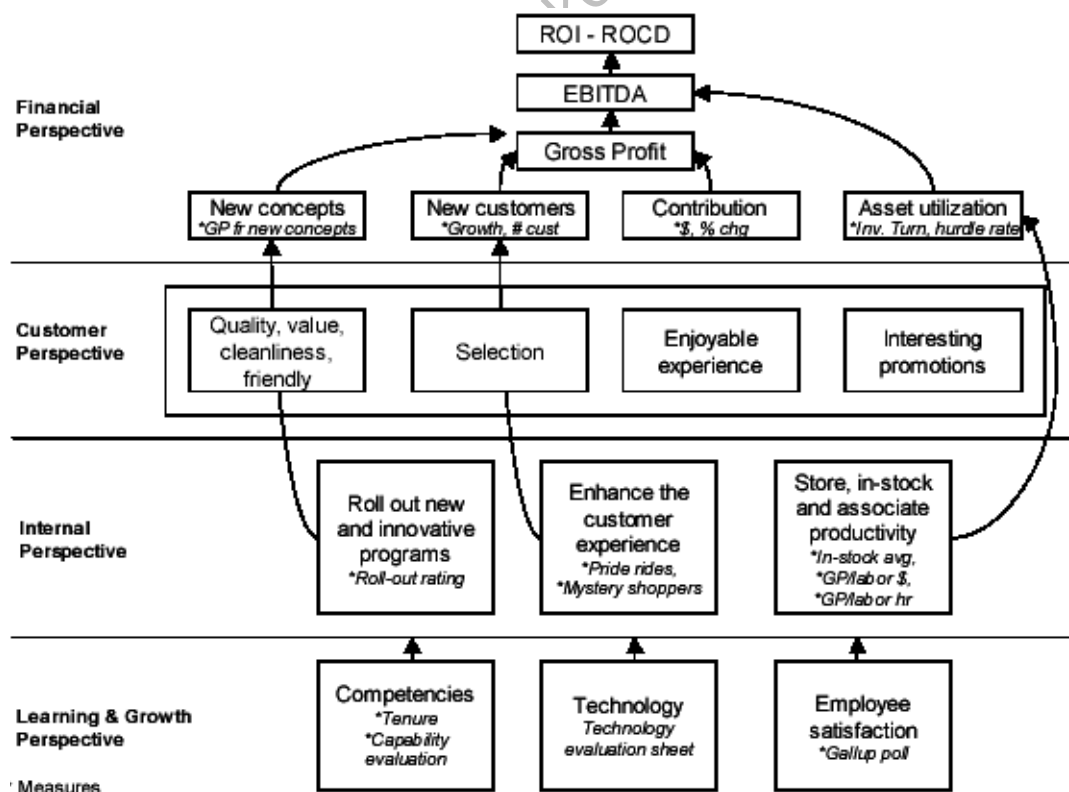 ROI - ROCD
EBITDA
Financial
Perspective
Gross Profit
New concepts
*GP fr new concepts
New customers
*Growth, # cust
Contribution
*$, % chg
Asset utilization
*Inv. Turn, hurdle rate
Customer
Perspective
Quality, value,
cleanliness,
friendly
Selection
Enjoyable
experience
Interesting
promotions
Internal
Perspective
Roll out new
and innovative
programs
*Roll-out rating
Enhance the
customer
experience
*Pride rides,
*Mystery shoppers
Store, in-stock
and associate
productivity
*In-stock avg,
*GP/labor $,
*GP/labor hr
Learning & Growth
Perspective
Competencies
*Tenure
*Capability
evaluation
Technology
Technology
evaluation sheet
Employee
satisfaction
*Gallup poll
* Measures